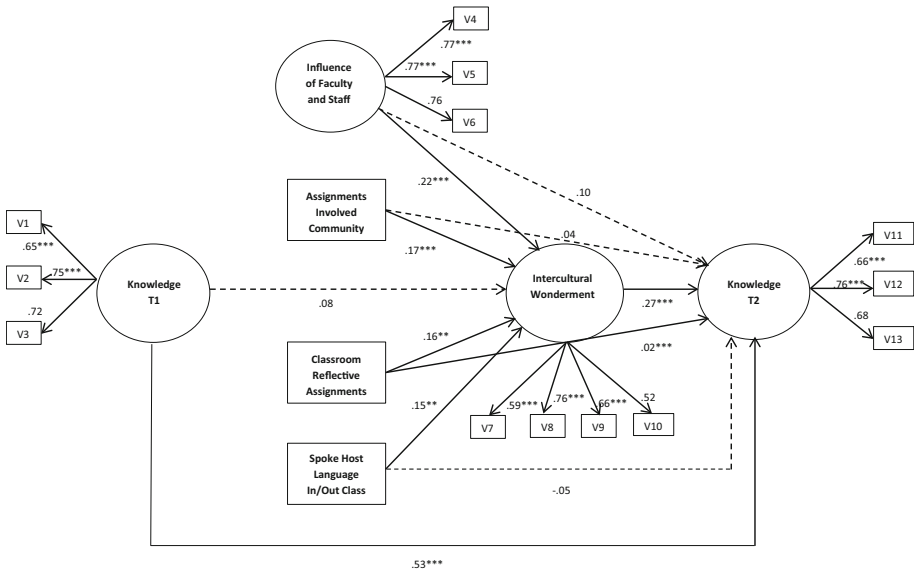 V4
.77***
Influence
of Faculty
and Staff
.77***
V5
.76
V6
.22***
.10
Assignments
Involved
Community
.17***
.04
V1
.65***
V2
.75***
V3
.72
Knowledge
T1
.08
Intercultural
Wonderment
.27***
Knowledge
T2
V11
.66***
V12
.76***
V13
.68
Classroom
Reflective
Assignments
.16**
.02***
.15**
.59***
.76***
.66***
.52
V7
V8
V9
V10
Spoke Host
Language
In/Out Class
-.05
.53***